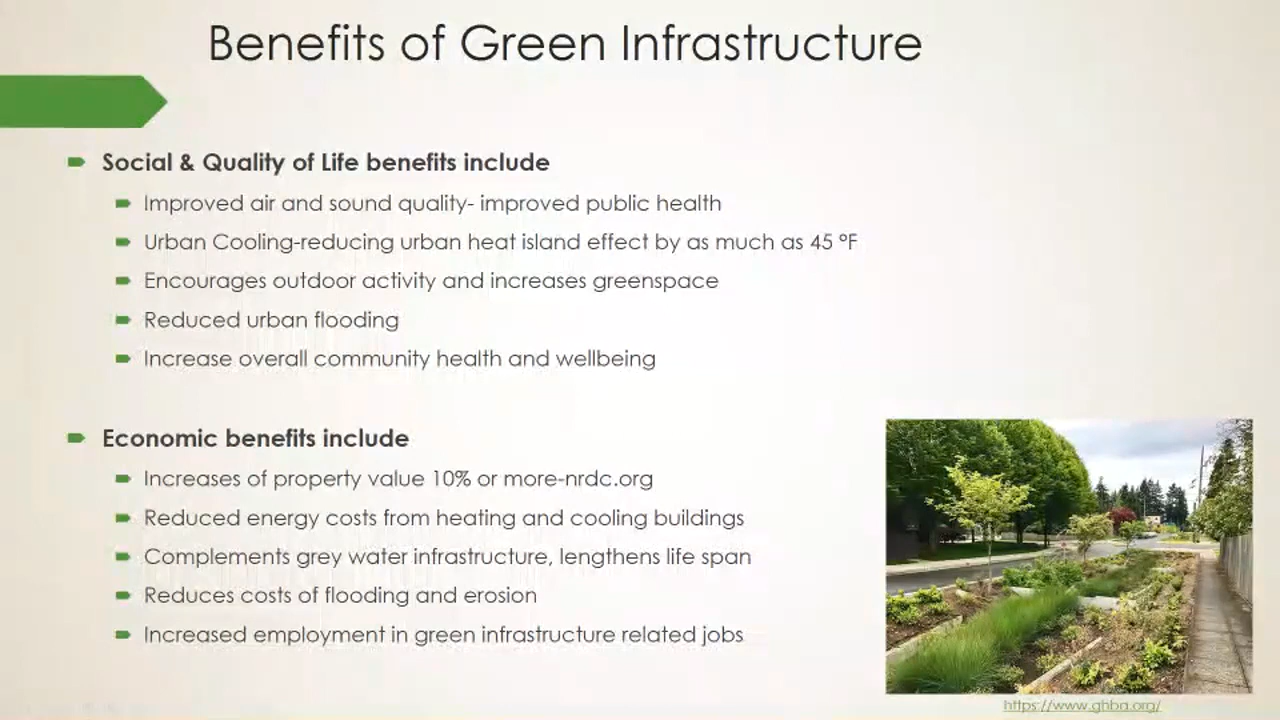 Benefits of Green Infrastructure
Social & Quality of Life benefits include
Improved air and sound quality- improved public health
Urban Cooling-reducing urban heat island effect by as much as 45 °F
Encourages outdoor activity and increases greenspace
Reduced urban flooding
Increase overall community health and wellbeing
Economic benefits include
Increases of property value 10% or more-nrdc.org
Reduced energy costs from heating and cooling buildings
Complements grey water infrastructure, lengthens life span
Reduces costs of flooding and erosion
Increased employment in green infrastructure related jobs
https://www.ghba.org/